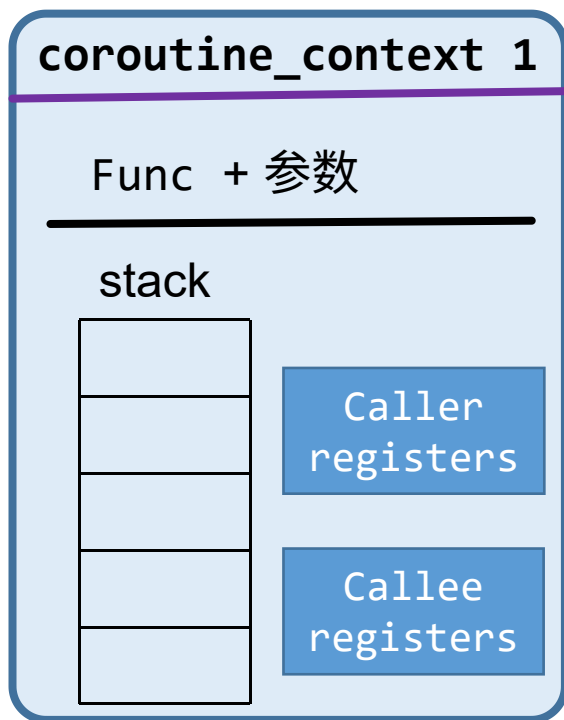 coroutine_context 1
Func + 参数
stack
Caller
registers
Callee
registers